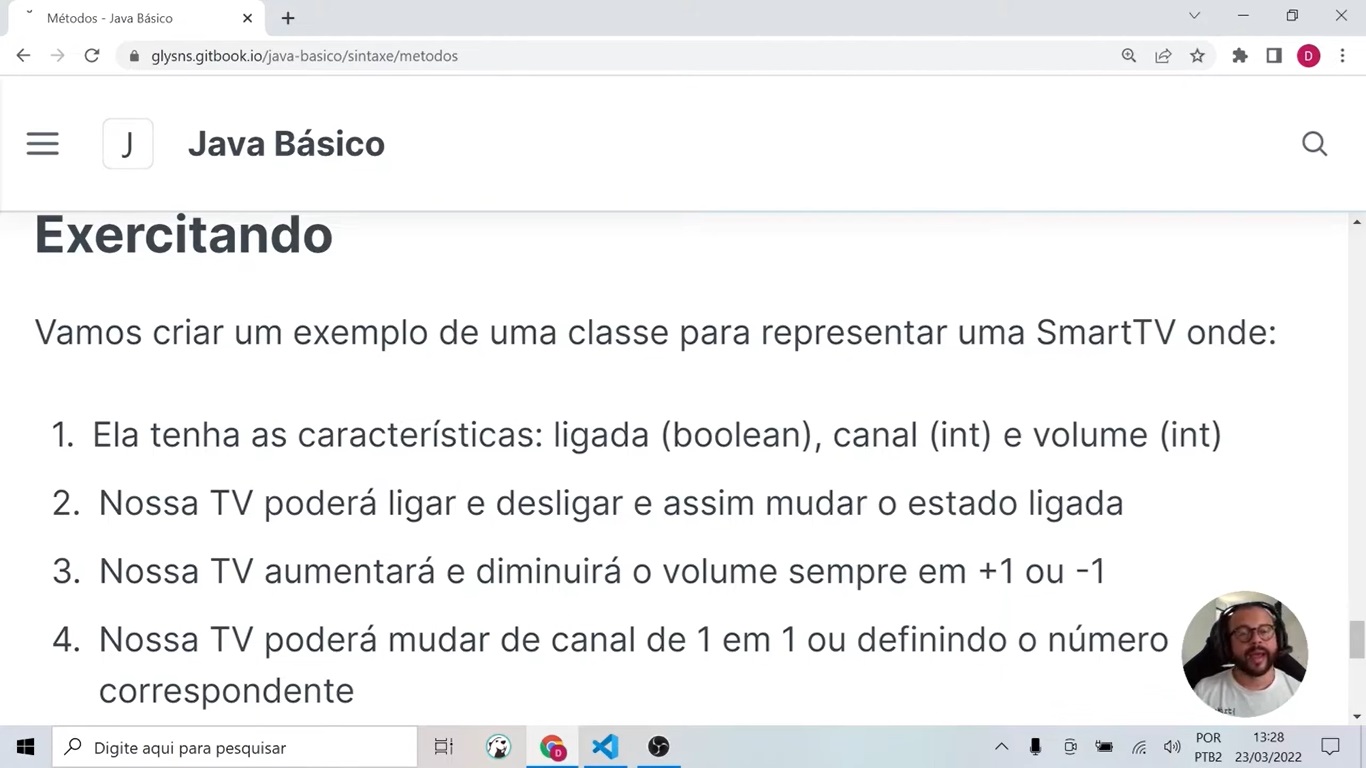 Métodos - Java Básico
glysns.gitbook.io/java-basico/sintaxe/metodos
D
J
Java Básico
Exercitando
Vamos criar um exemplo de uma classe para representar uma SmartTV onde:
1. Ela tenha as características: ligada (boolean), canal (int) e volume (int)
2. Nossa TV poderá ligar e desligar e assim mudar o estado ligada
3. Nossa TV aumentará e diminuirá o volume sempre em +1 ou -1
4. Nossa TV poderá mudar de canal de 1 em 1 ou definindo o número
correspondente
Digite aqui para pesquisar
D
POR
PTB2
13:28
23/03/2022